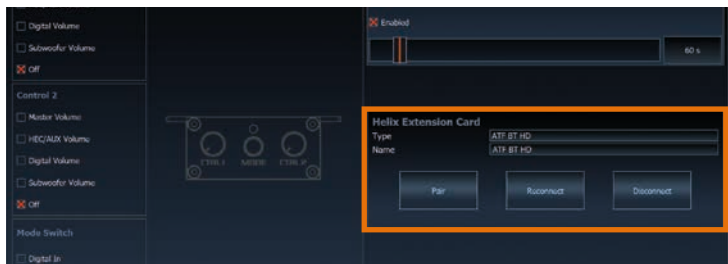 Digital Volume
Subwoofer Volume
Off
Control 2
Master Volume
HEC/AUX Volume
Digital Volume
Subwoofer Volume
Off
Mode Switch
Digital In
CTRL 1 MODE CTRL 2
Enabled
60 s
Helix Extension Card
Type ATF BT HD
Name ATF BT HD
Pair Reconnect Disconnect